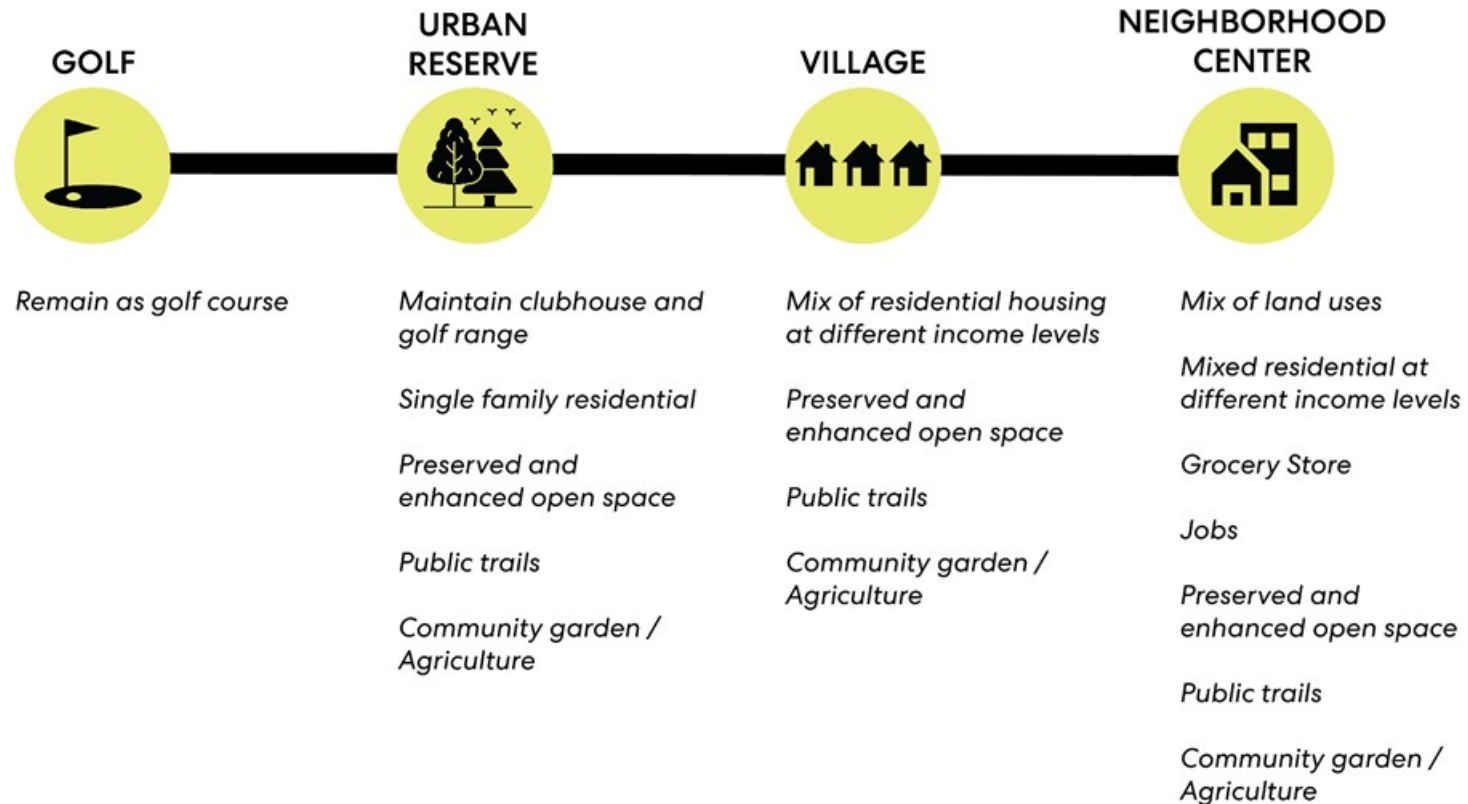 GOLF
Remain as golf course
URBAN
RESERVE
Maintain clubhouse and
golf range
Single family residential
Preserved and
enhanced open space
Public trails
Community garden /
Agriculture
VILLAGE
Mix of residential housing
at different income levels
Preserved and
enhanced open space
Public trails
Community garden /
Agriculture
NEIGHBORHOOD
CENTER
Mix of land uses
Mixed residential at
different income levels
Grocery Store
Jobs
Preserved and
enhanced open space
Public trails
Community garden /
Agriculture